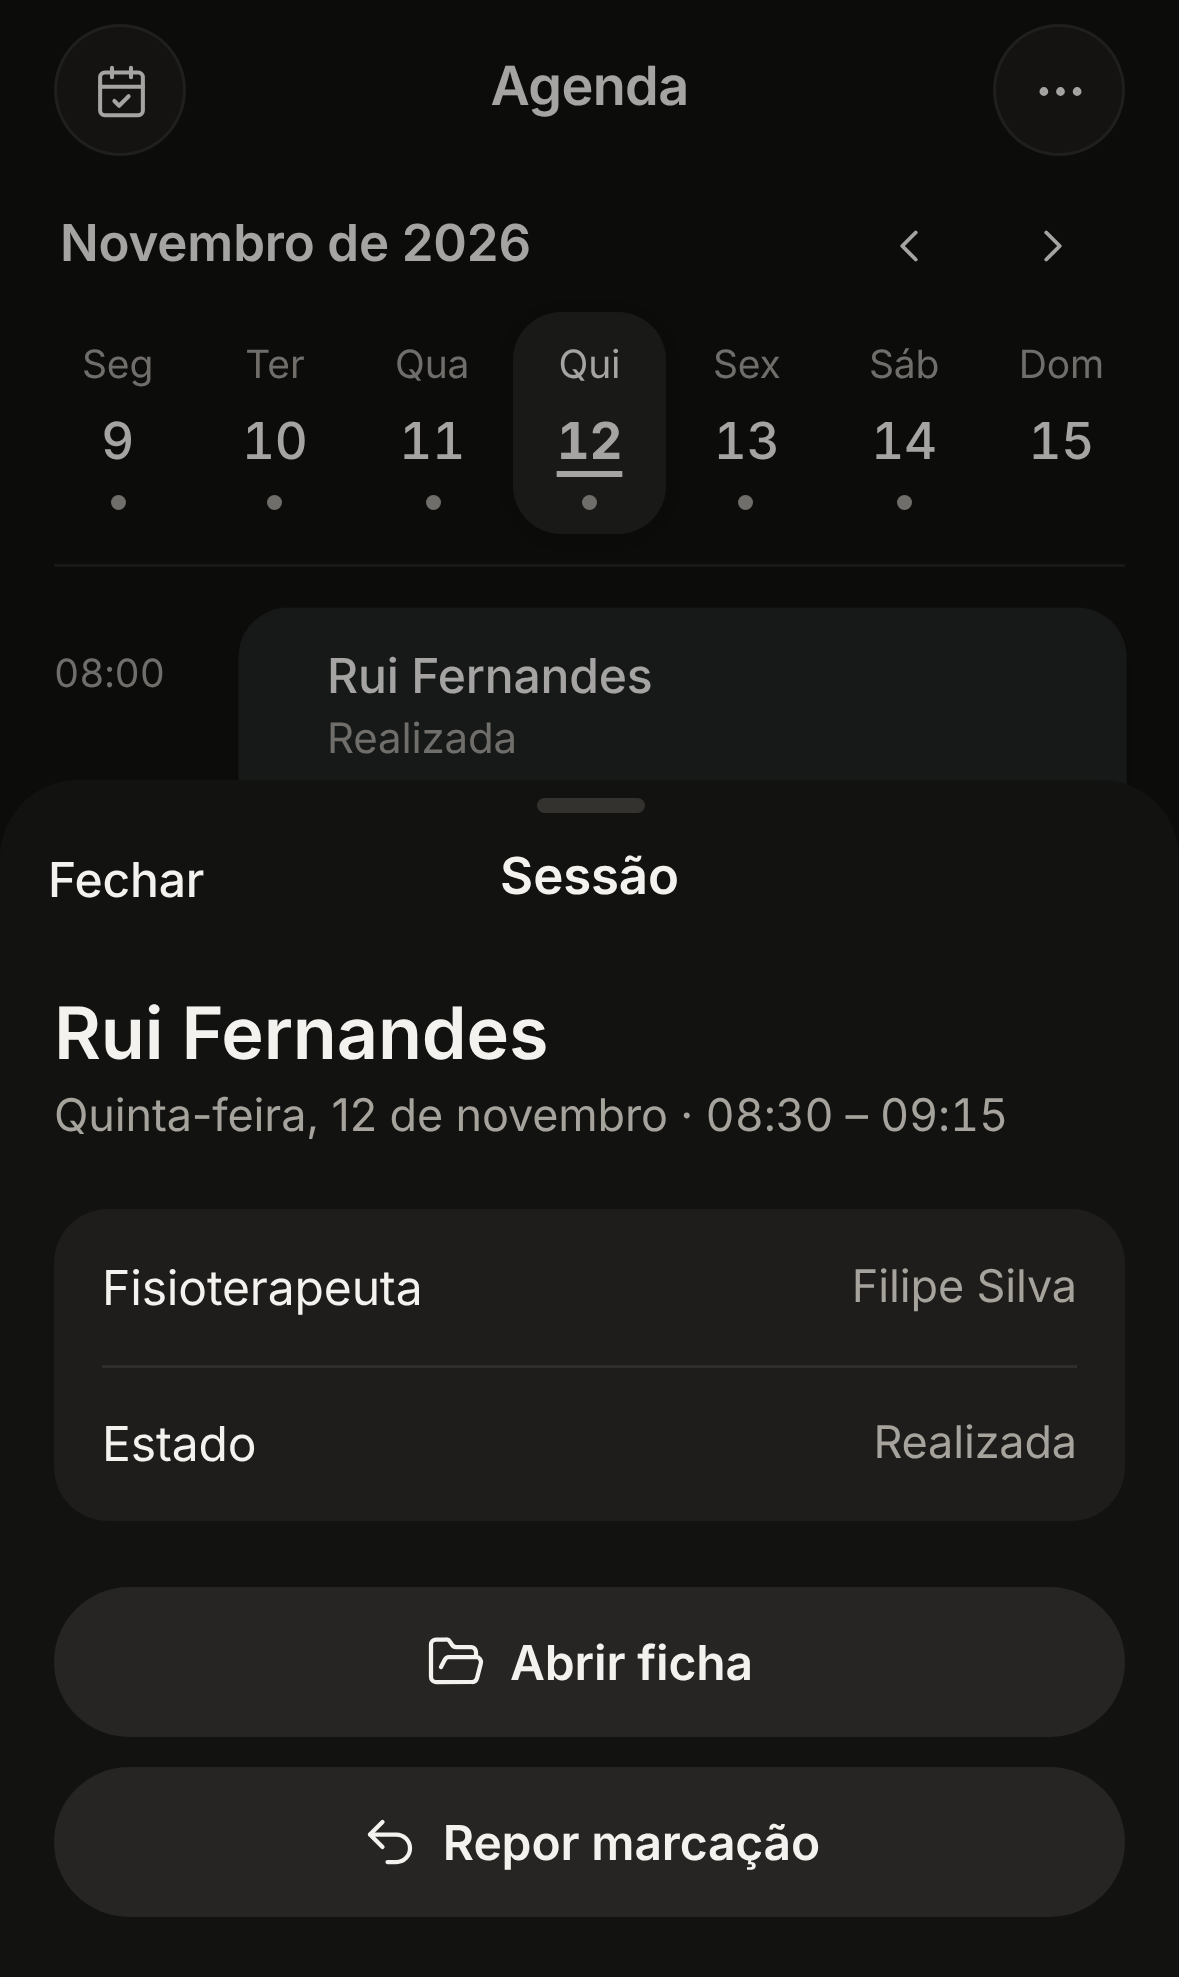 Agenda
Novembro de 2026
Seg Ter Qua Qui Sex Sáb Dom
9 10 11 12 13 14 15
08:00
Rui Fernandes
Realizada
Fechar
Sessão
Rui Fernandes
Quinta-feira, 12 de novembro · 08:30 – 09:15
Fisioterapeuta Filipe Silva
Estado Realizada
Abrir ficha
Repor marcação